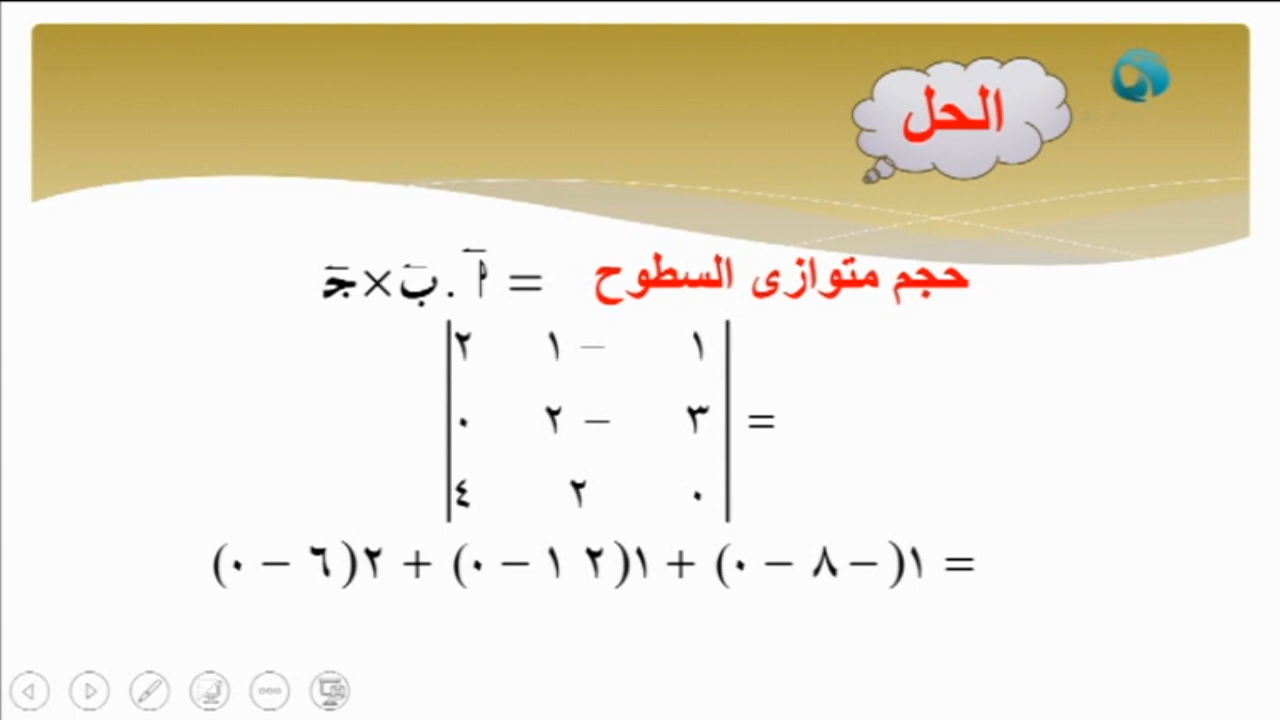 الحل
حجم متوازى السطوح = أ . ب × جـ
١ − ١ ٢
= ٣ − ٢ ٠
٠ ٢ ٤
= ١(− ٨ − ٠) + ١(١٢ − ٠) + ٢(٦ − ٠)